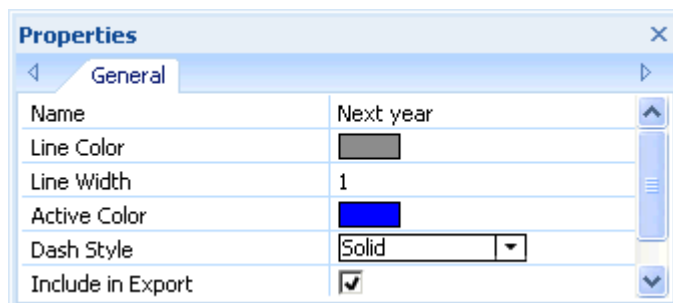 Properties
General
Name Next year
Line Color
Line Width 1
Active Color
Dash Style Solid
Include in Export